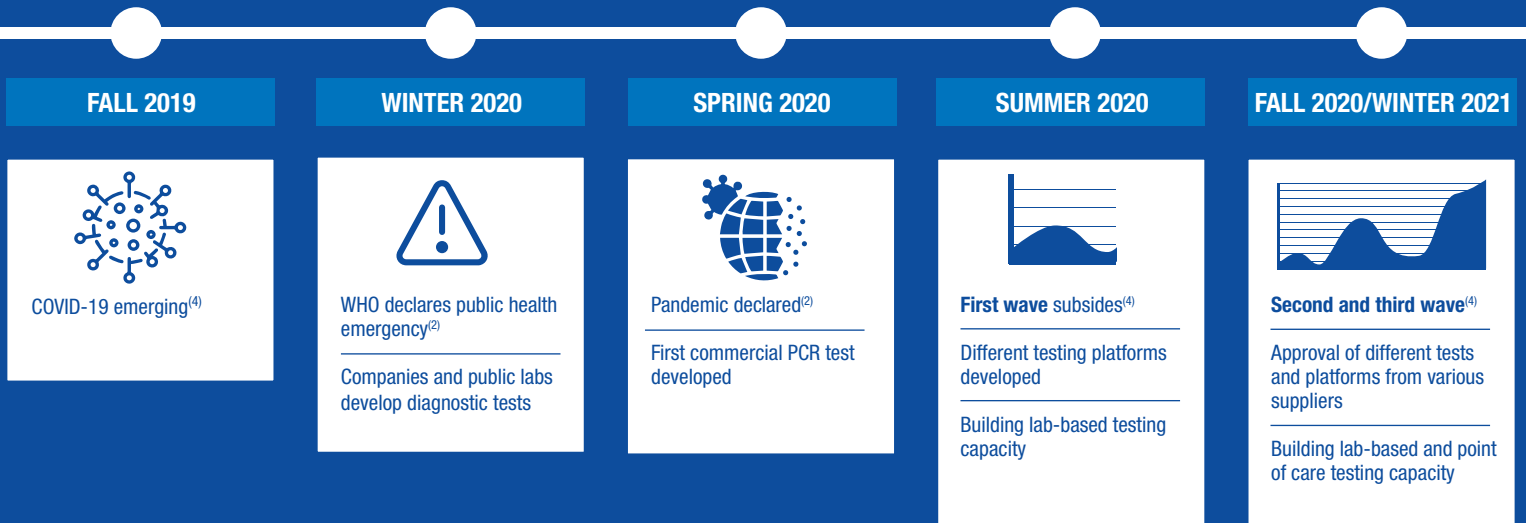 FALL 2019
WINTER 2020
SPRING 2020
SUMMER 2020
FALL 2020/WINTER 2021
COVID-19 emerging(4)
WHO declares public health
emergency(2)
Companies and public labs
develop diagnostic tests
Pandemic declared(2)
First commercial PCR test
developed
First wave subsides(4)
Different testing platforms
developed
Building lab-based testing
capacity
Second and third wave(4)
Approval of different tests
and platforms from various
suppliers
Building lab-based and point
of care testing capacity